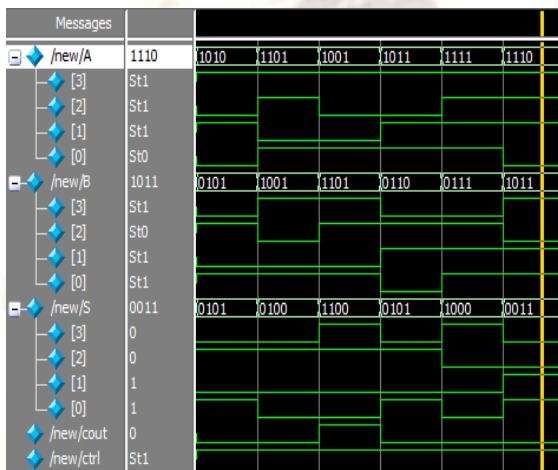 Messages
/new/A 1110 1010 1101 1001 1011 1111 1110
[3] St1
[2] St1
[1] St1
[0] St0
/new/B 1011 0101 1001 1101 0110 0111 1011
[3] St1
[2] St0
[1] St1
[0] St1
/new/S 0011 0101 0100 1100 0101 1000 0011
[3] 0
[2] 0
[1] 1
[0] 1
/new/cout 0
/new/ctrl St1